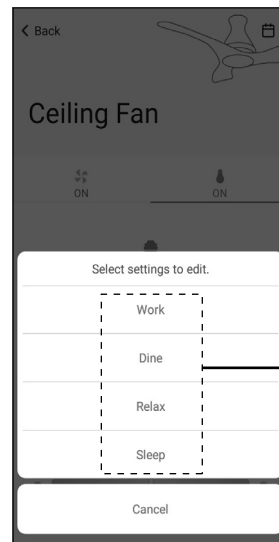 Back
Ceiling Fan
ON ON
Select settings to edit.
Work
Dine
Relax
Sleep
Cancel